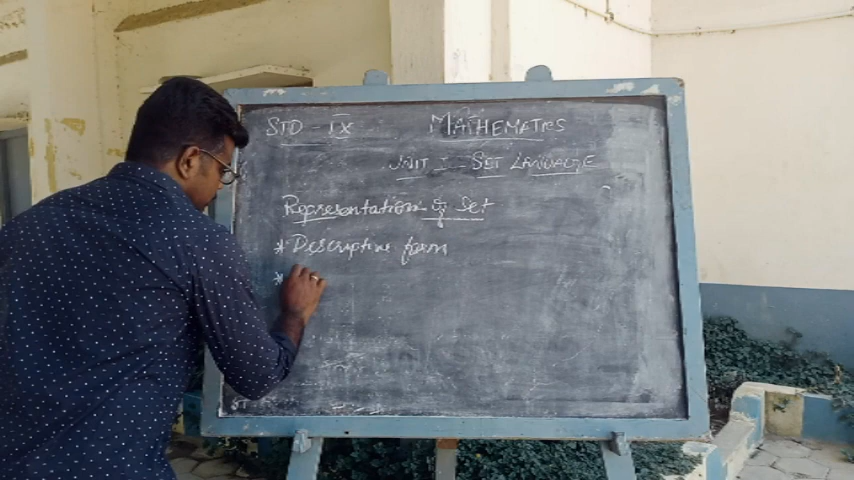 STD - IX
MATHEMATICS
UNIT I - SET LANGUAGE
Representation of Set
* Descriptive form
*